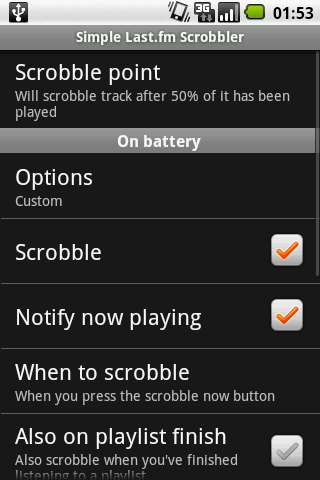 3G
01:53
Simple Last.fm Scrobbler
Scrobble point
Will scrobble track after 50% of it has been
played
On battery
Options
Custom
Scrobble
Notify now playing
When to scrobble
When you press the scrobble now button
Also on playlist finish
Also scrobble when you've finished
listening to a playlist